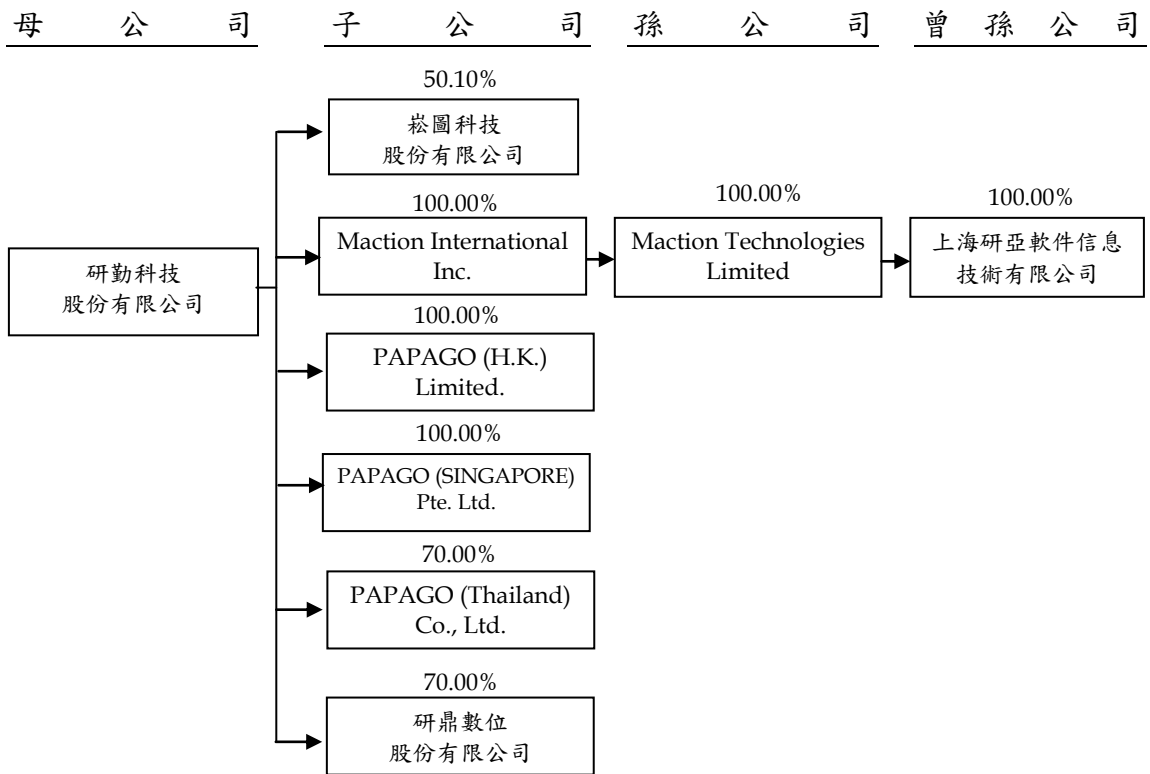 母公司 子公司 孫公司 曾孫公司
50.10%
崧圖科技
股份有限公司
100.00%
Maction International
Inc.
100.00%
Maction Technologies
Limited
100.00%
上海研亞軟件信息
技術有限公司
研勤科技
股份有限公司
100.00%
PAPAGO (H.K.)
Limited.
100.00%
PAPAGO (SINGAPORE)
Pte. Ltd.
70.00%
PAPAGO (Thailand)
Co., Ltd.
70.00%
研鼎數位
股份有限公司